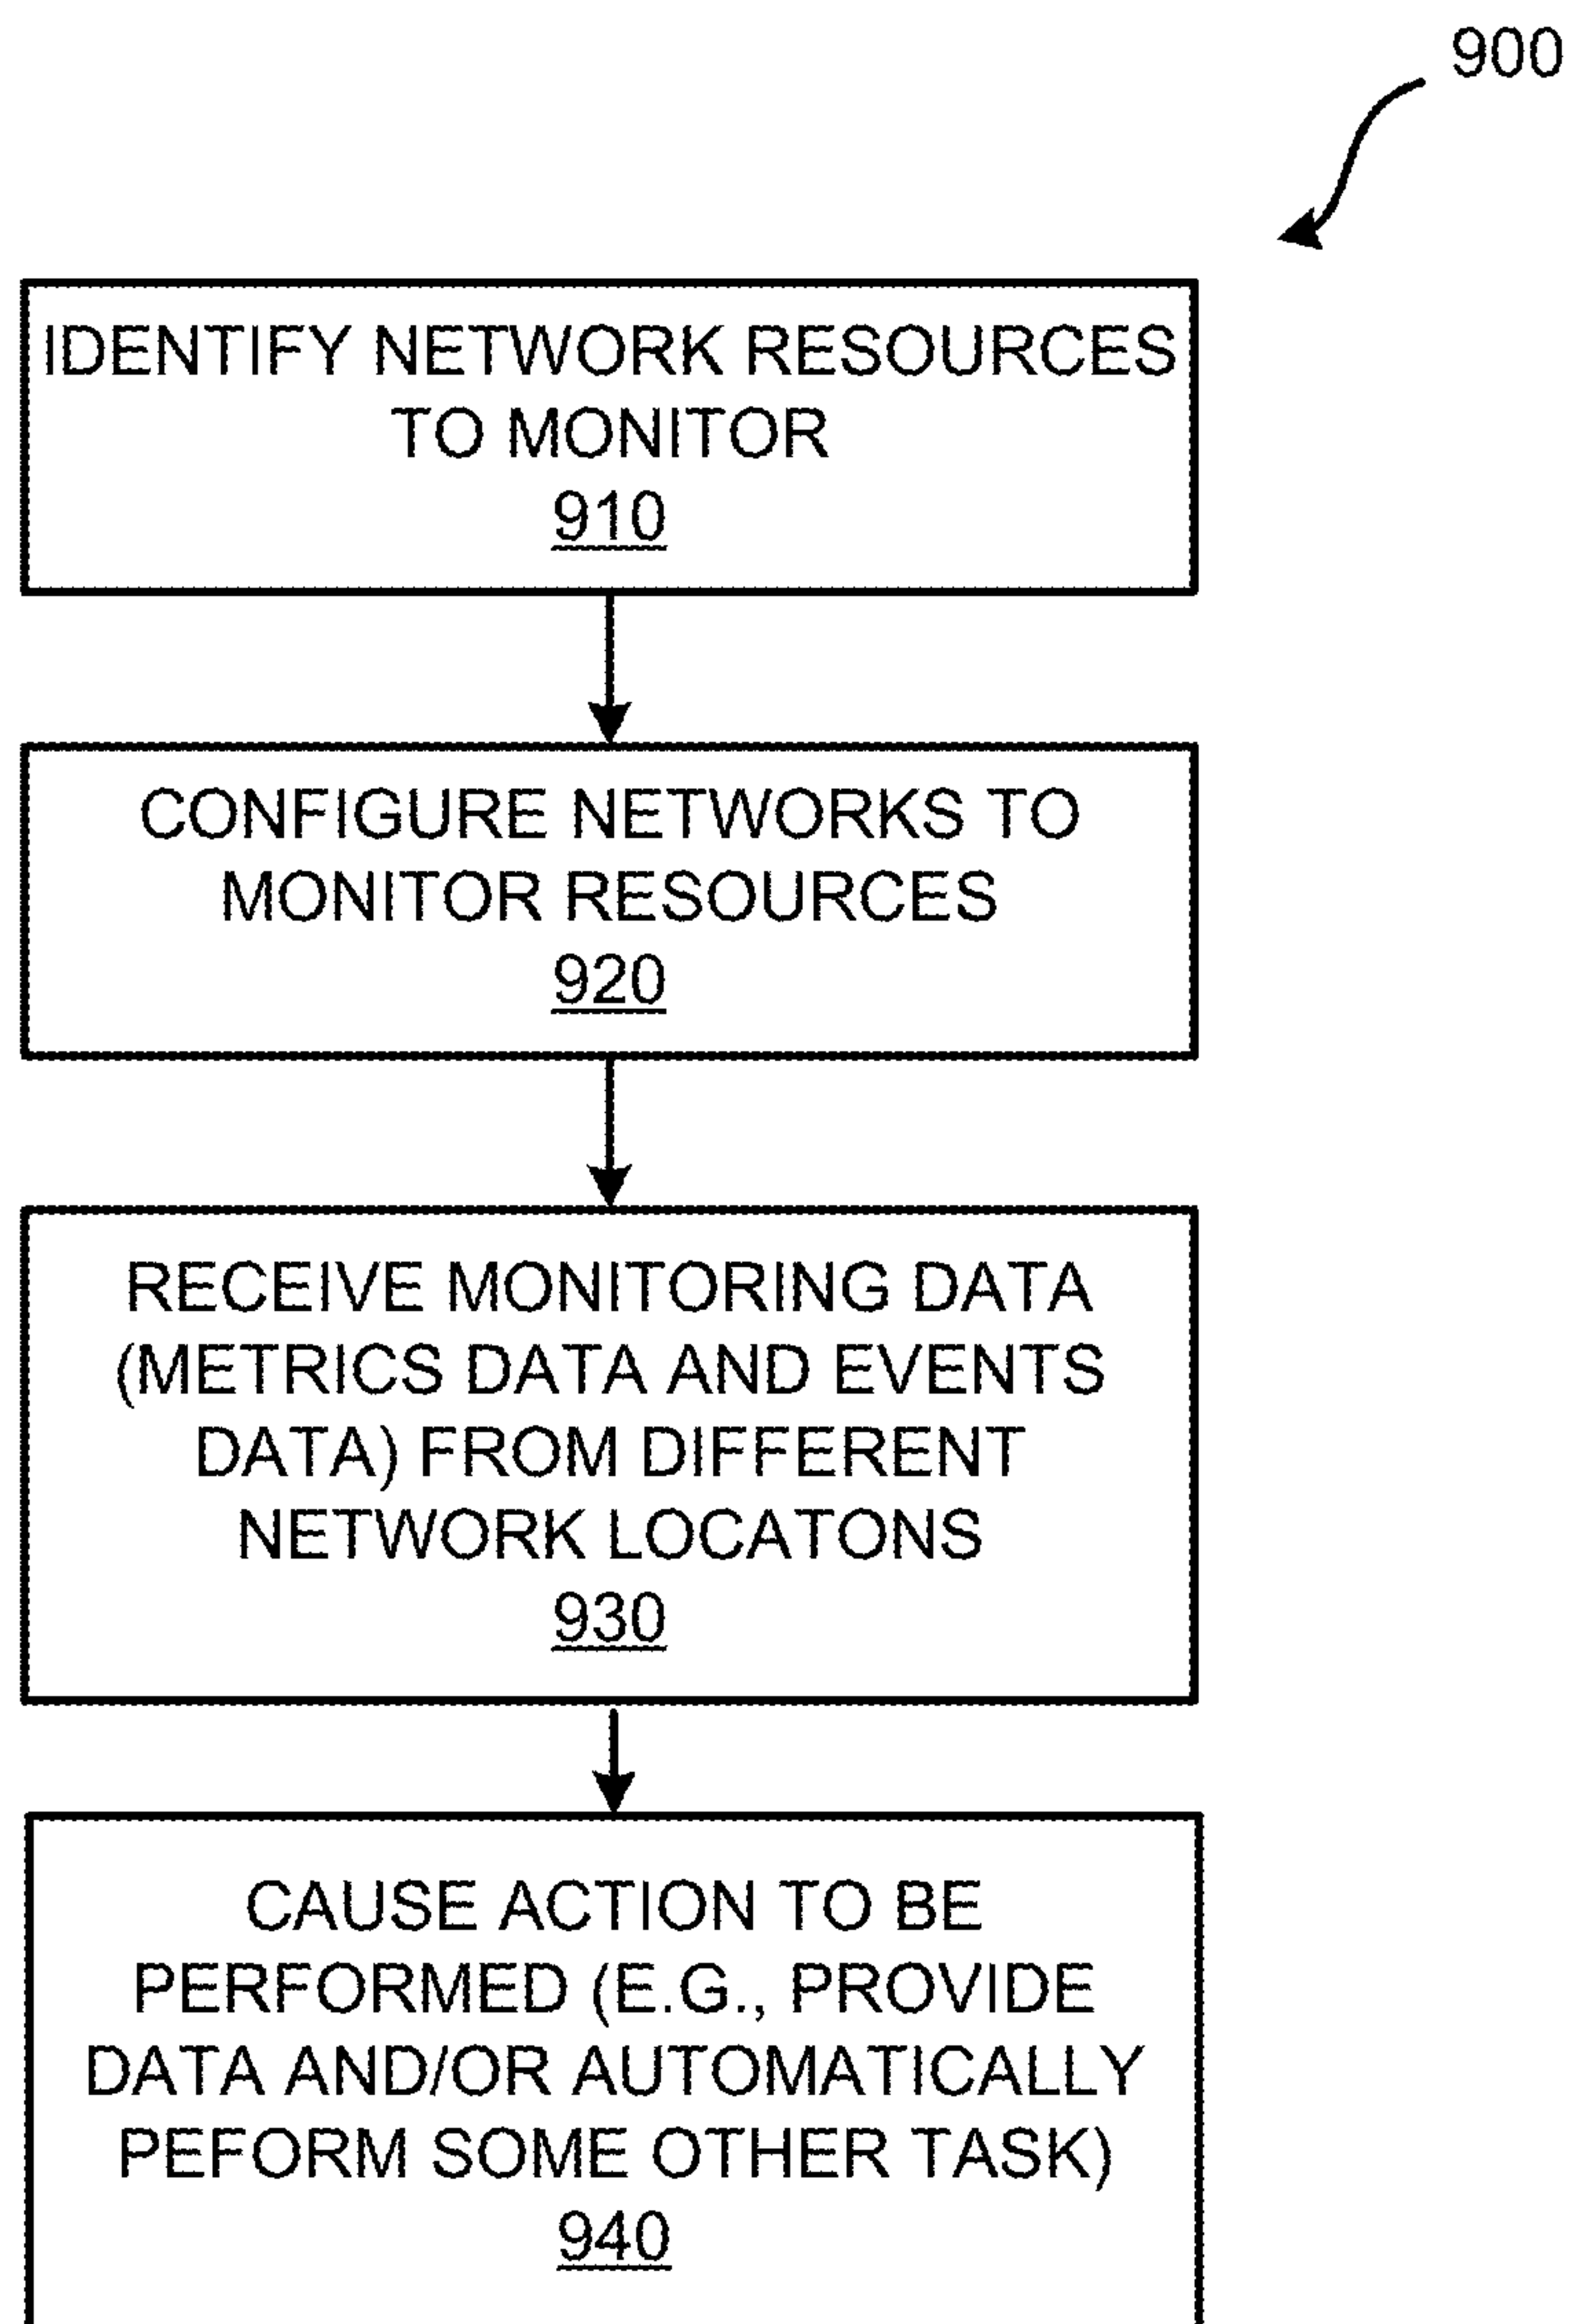 900
IDENTIFY NETWORK RESOURCES
TO MONITOR
910
CONFIGURE NETWORKS TO
MONITOR RESOURCES
920
RECEIVE MONITORING DATA
(METRICS DATA AND EVENTS
DATA) FROM DIFFERENT
NETWORK LOCATONS
930
CAUSE ACTION TO BE
PERFORMED (E.G., PROVIDE
DATA AND/OR AUTOMATICALLY
PEFORM SOME OTHER TASK)
940